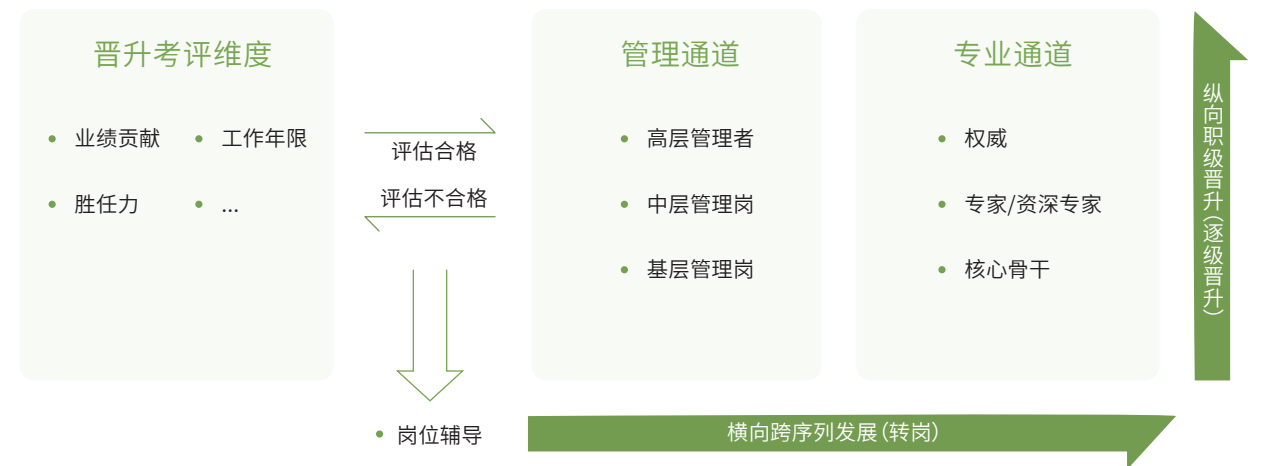 晋升考评维度
业绩贡献
工作年限
胜任力
...
评估合格
评估不合格
岗位辅导
管理通道
高层管理者
中层管理岗
基层管理岗
专业通道
权威
专家/资深专家
核心骨干
纵向职级晋升(逐级晋升)
横向跨序列发展(转岗)